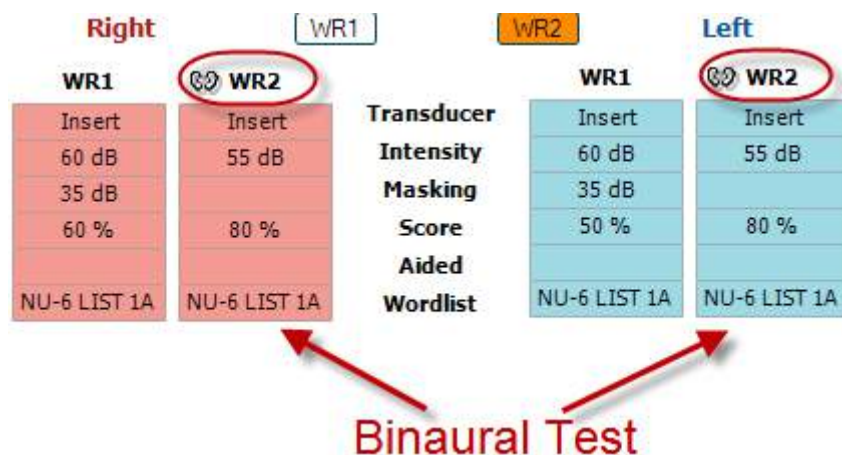 Right WR1 WR2 Left
WR1 WR2 WR1 WR2
Insert Insert Transducer Insert Insert
60 dB 55 dB Intensity 60 dB 55 dB
35 dB Masking 35 dB
60 % 80 % Score 50 % 80 %
Aided
NU-6 LIST 1A NU-6 LIST 1A Wordlist NU-6 LIST 1A NU-6 LIST 1A
Binaural Test